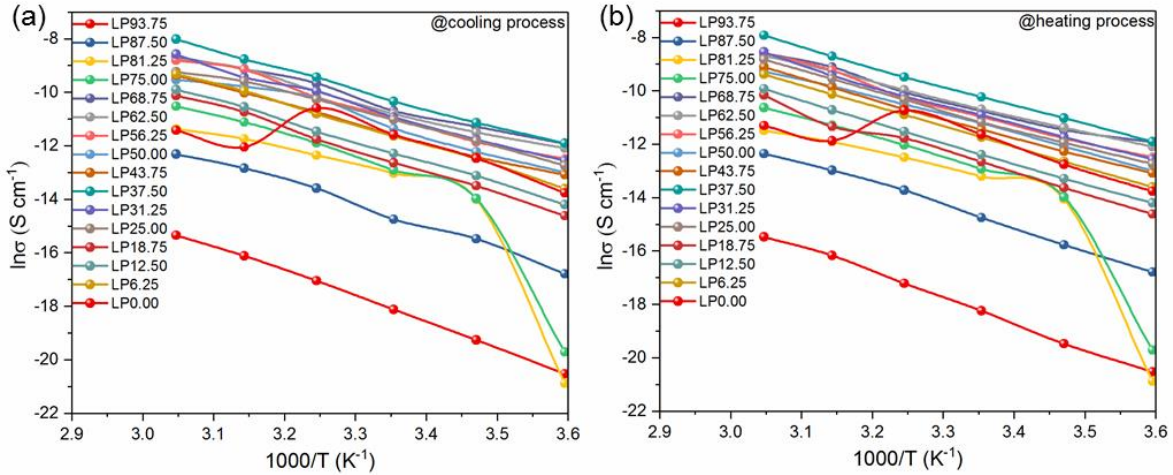 (a)
@cooling process
LP93.75
LP87.50
LP81.25
LP75.00
LP68.75
LP62.50
LP56.25
LP50.00
LP43.75
LP37.50
LP31.25
LP25.00
LP18.75
LP12.50
LP6.25
LP0.00
lnσ (S cm⁻¹)
-8
-10
-12
-14
-16
-18
-20
-22
2.9 3.0 3.1 3.2 3.3 3.4 3.5 3.6
1000/T (K⁻¹)
(b)
@heating process
LP93.75
LP87.50
LP81.25
LP75.00
LP68.75
LP62.50
LP56.25
LP50.00
LP43.75
LP37.50
LP31.25
LP25.00
LP18.75
LP12.50
LP6.25
LP0.00
lnσ (S cm⁻¹)
-8
-10
-12
-14
-16
-18
-20
-22
2.9 3.0 3.1 3.2 3.3 3.4 3.5 3.6
1000/T (K⁻¹)